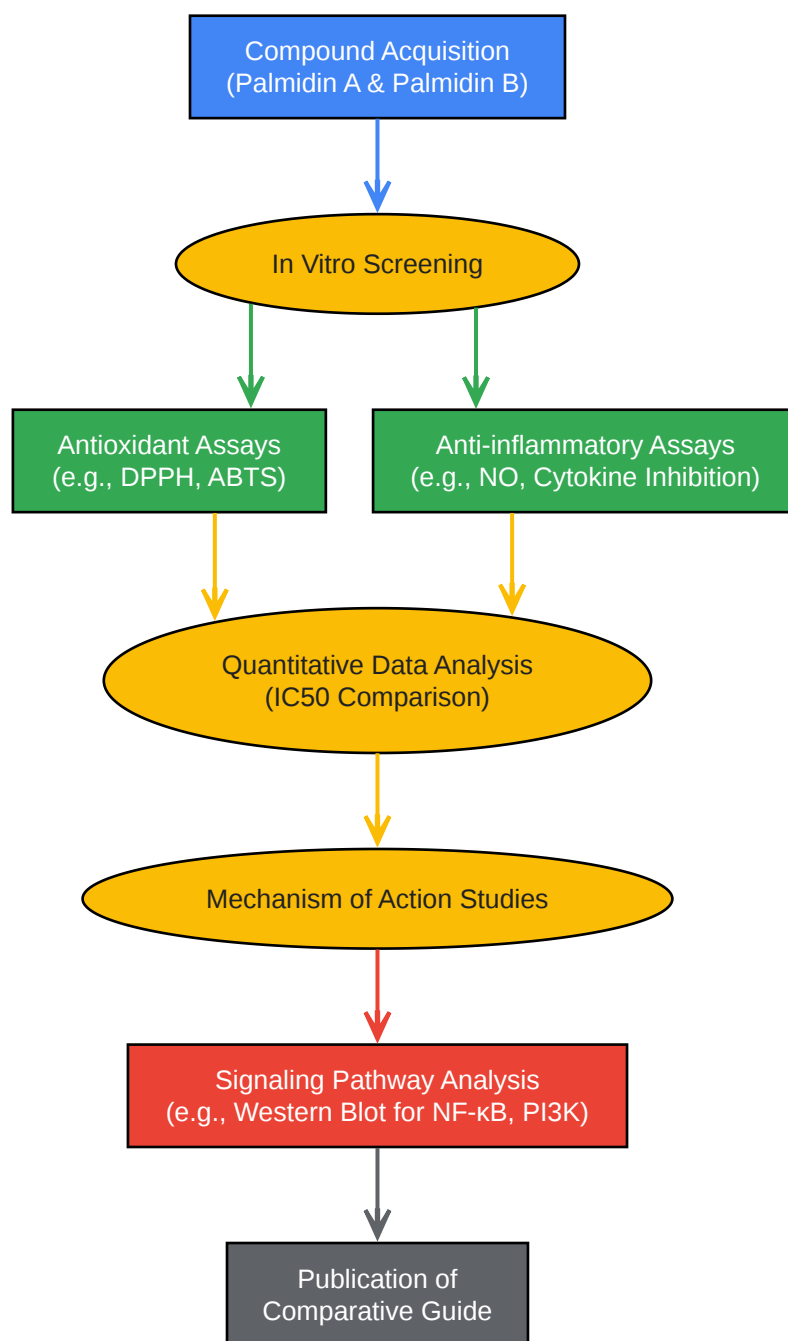 Compound Acquisition
(Palmidin A & Palmidin B)
In Vitro Screening
Antioxidant Assays
(e.g., DPPH, ABTS)
Anti-inflammatory Assays
(e.g., NO, Cytokine Inhibition)
Quantitative Data Analysis
(IC50 Comparison)
Mechanism of Action Studies
Signaling Pathway Analysis
(e.g., Western Blot for NF-κB, PI3K)
Publication of
Comparative Guide